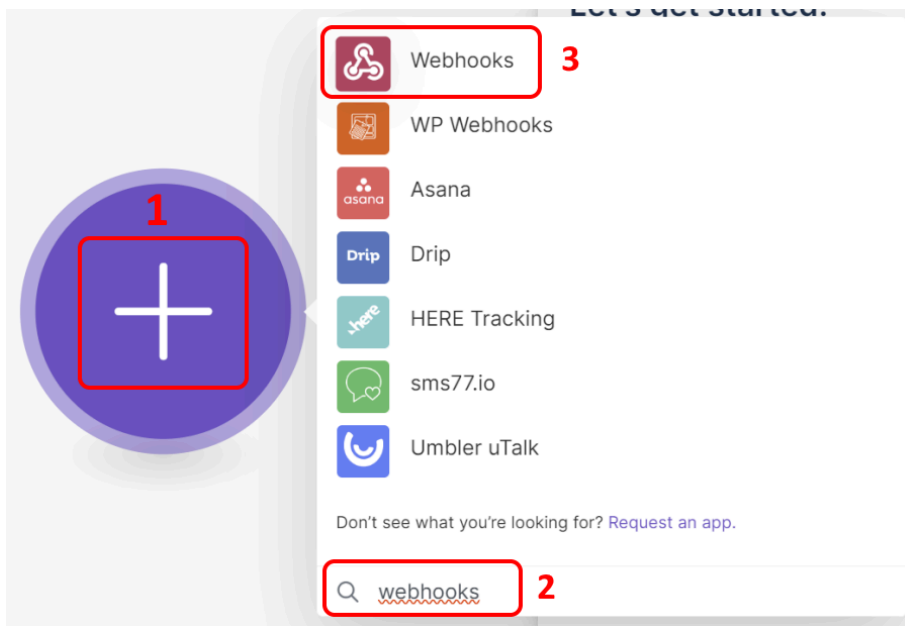 Let's get started.
3
Webhooks
WP Webhooks
1
asana
Asana
Drip
Drip
.here
HERE Tracking
sms77.io
Umbler uTalk
Don't see what you're looking for? Request an app.
webhooks
2